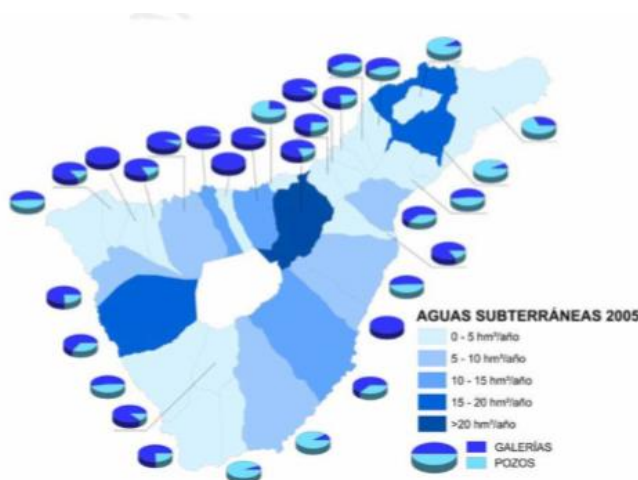 AGUAS SUBTERRÁNEAS 2005
0 - 5 hm³/año
5 - 10 hm³/año
10 - 15 hm³/año
15 - 20 hm³/año
>20 hm³/año
GALERÍAS
POZOS